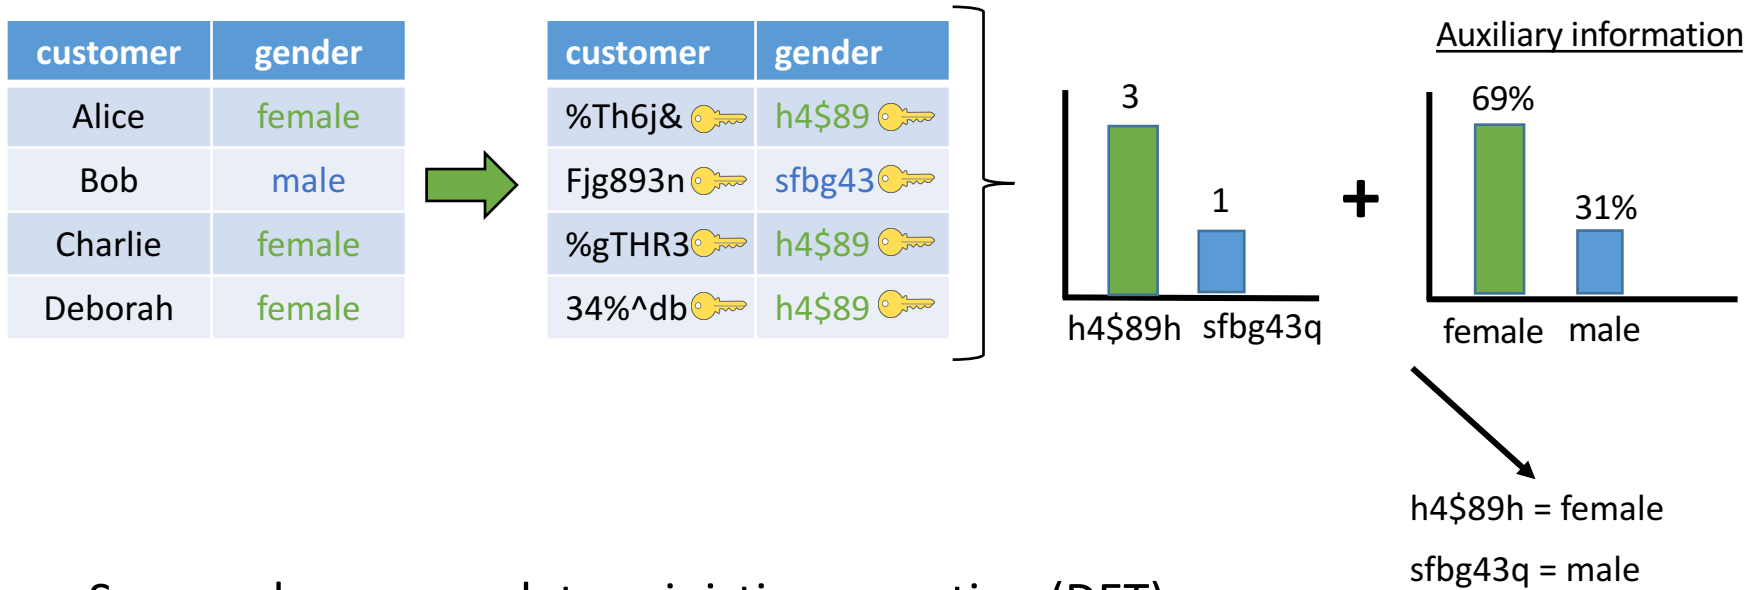 customer gender
Alice female
Bob male
Charlie female
Deborah female
customer gender
%Th6j& h4$89
Fjg893n sfbg43
%gTHR3 h4$89
34%^db h4$89
3
1
h4$89h sfbg43q
+
Auxiliary information
69%
31%
female male
h4$89h = female
sfbg43q = male
(DET)